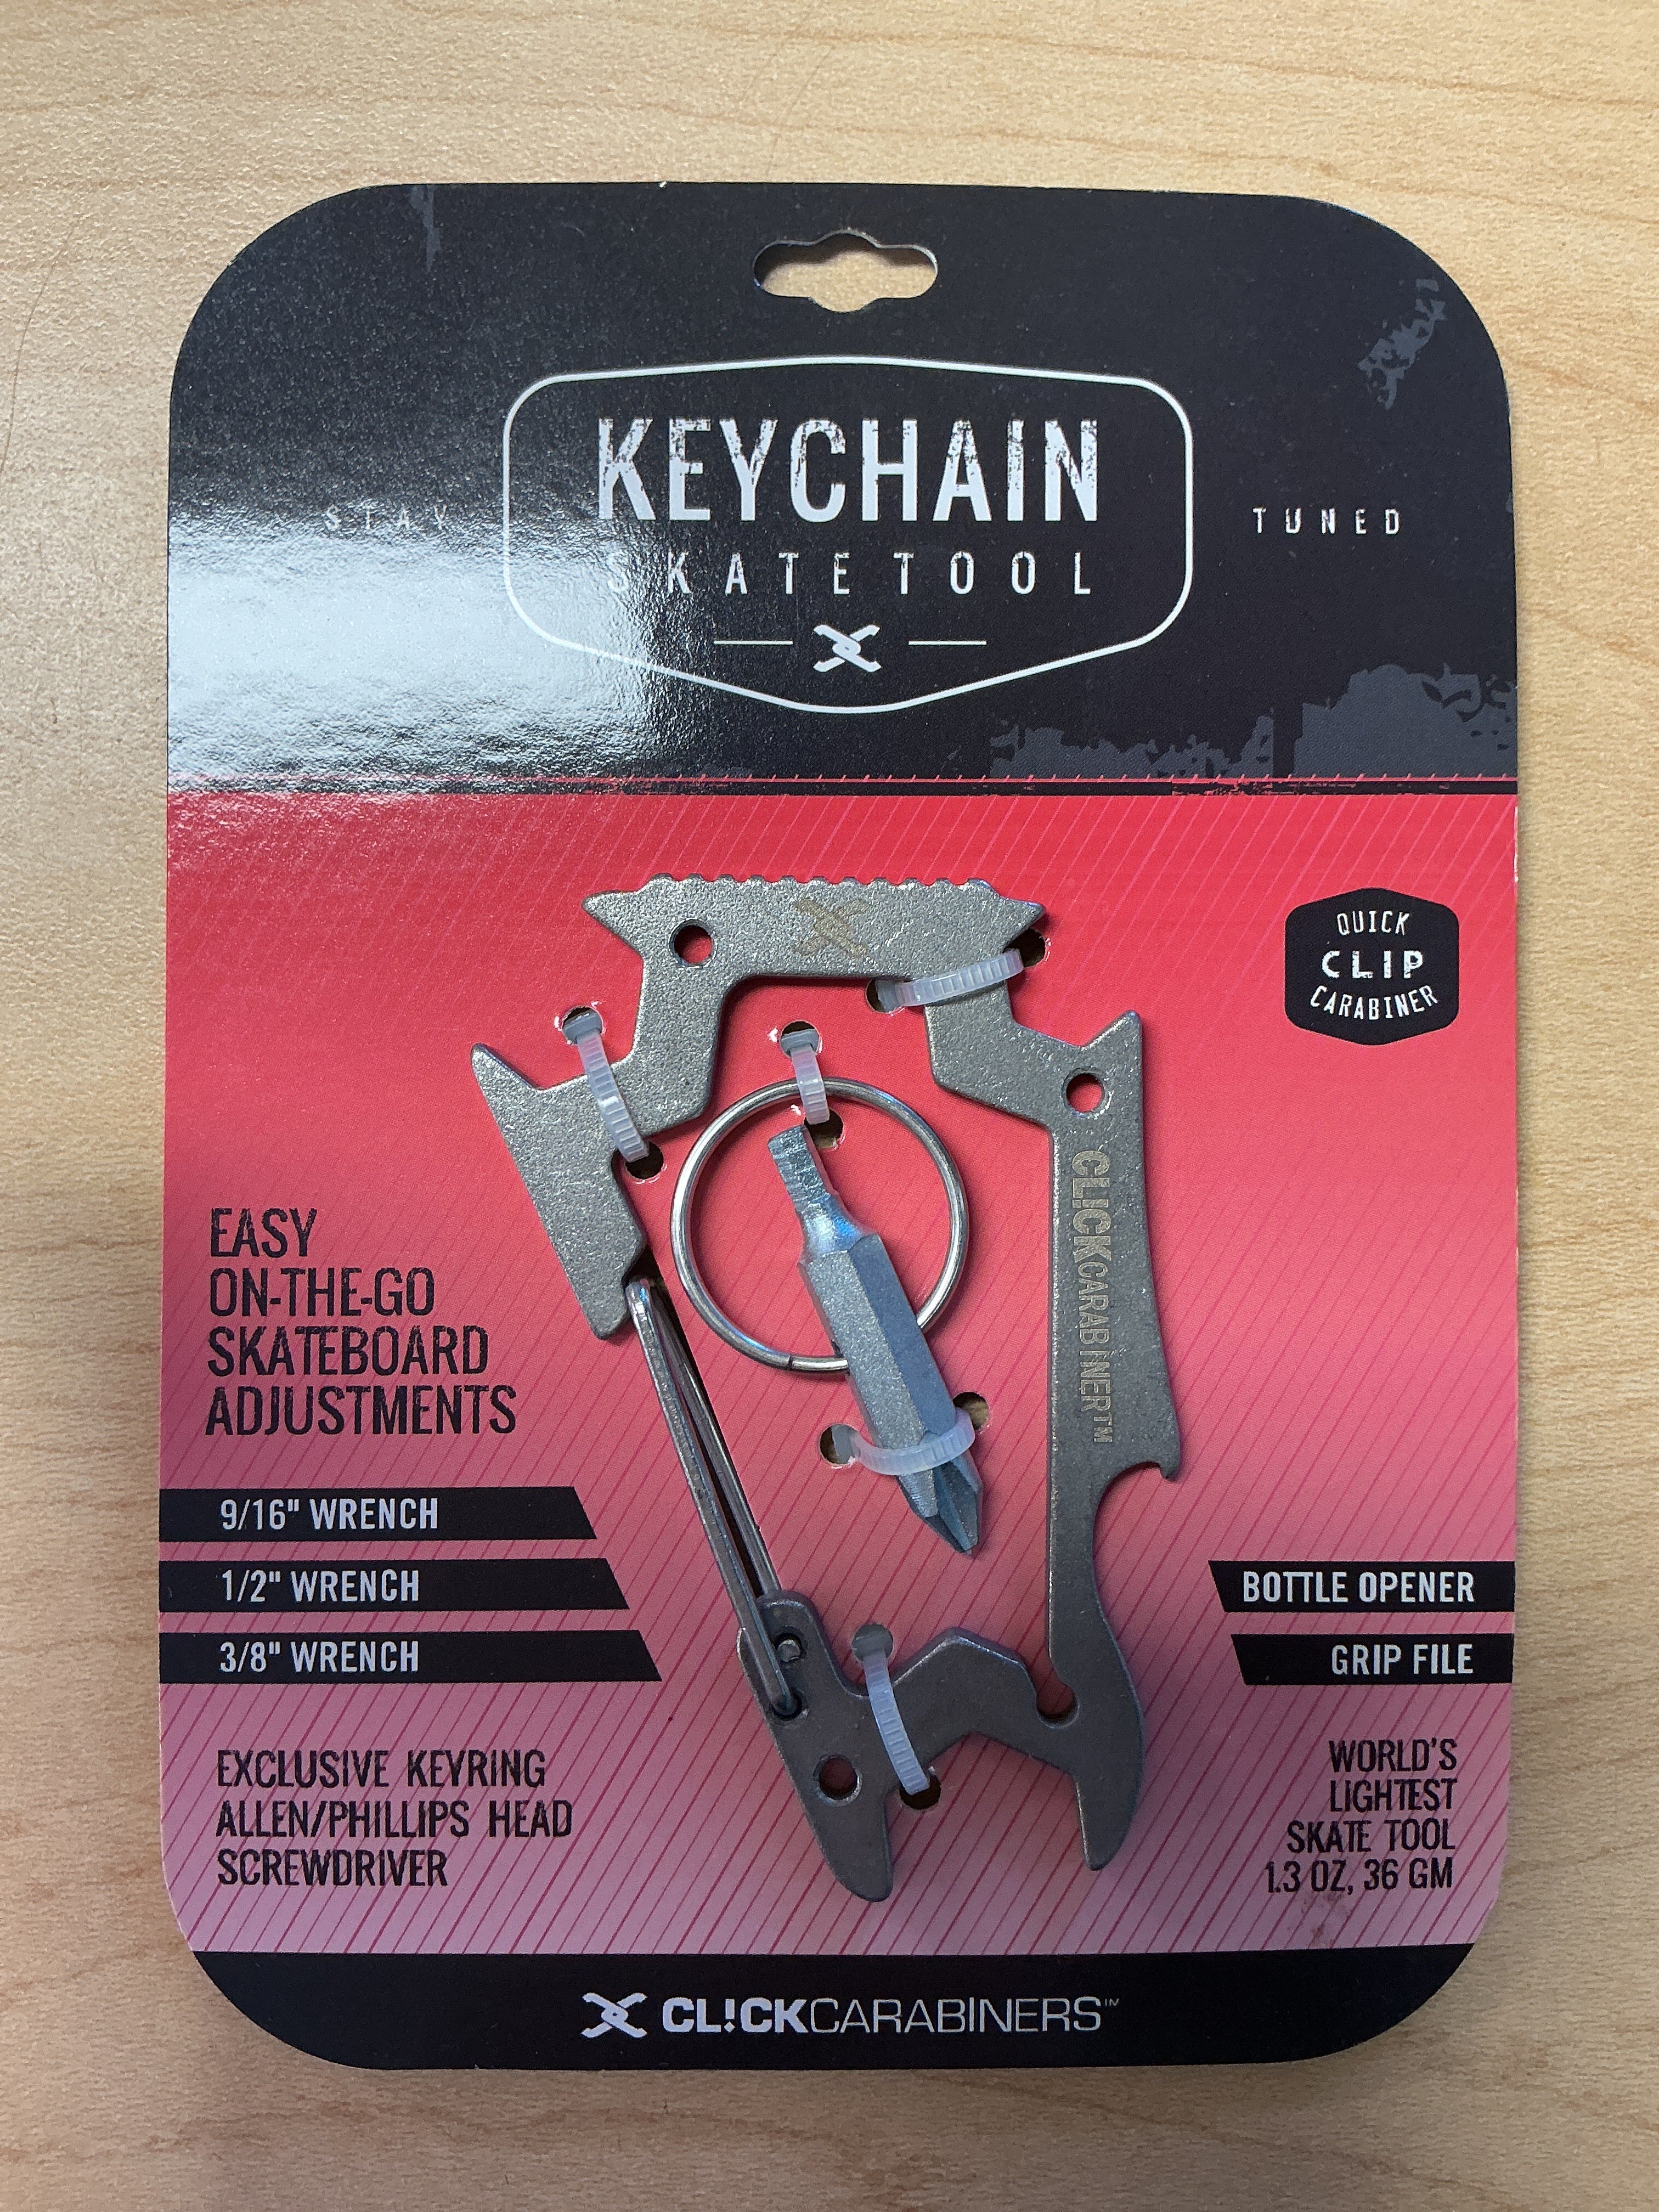 KEYCHAIN
STAY
TUNED
SKATETOOL
QUICK
CLIP
CARABINER
CLICKCARABINER™
EASY
ON-THE-GO
SKATEBOARD
ADJUSTMENTS
9/16" WRENCH
1/2" WRENCH
3/8" WRENCH
BOTTLE OPENER
GRIP FILE
EXCLUSIVE KEYRING
ALLEN/PHILLIPS HEAD
SCREWDRIVER
WORLD'S
LIGHTEST
SKATE TOOL
1.3 OZ, 36 GM
CL!CKCARABINERS™